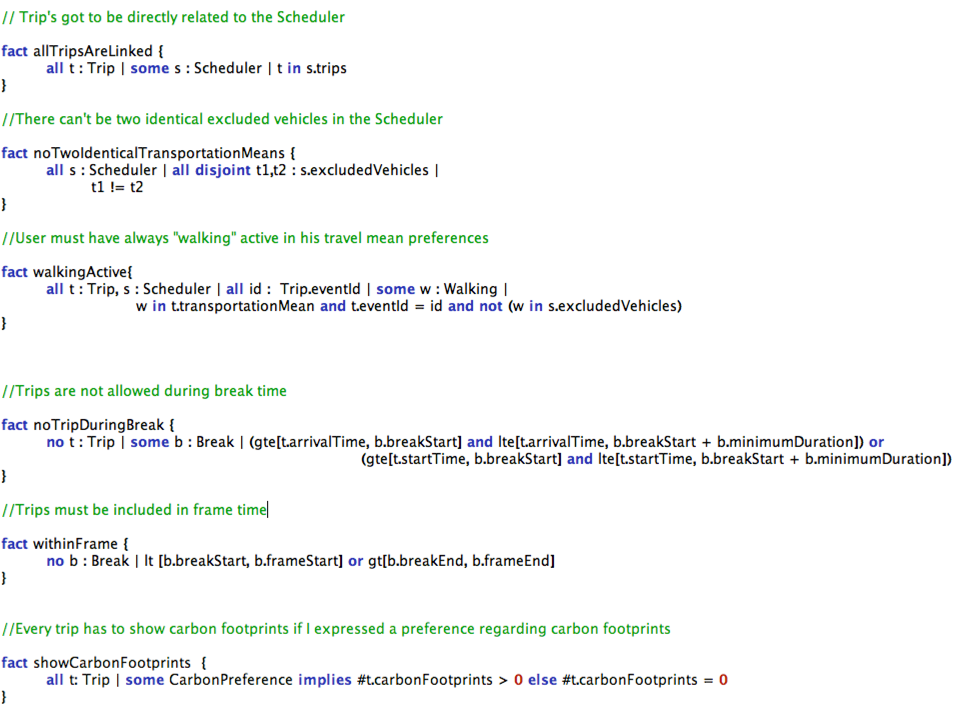 // Trip's got to be directly related to the Scheduler
fact allTripsAreLinked {
all t : Trip | some s : Scheduler | t in s.trips
}
//There can't be two identical excluded vehicles in the Scheduler
fact noTwoIdenticalTransportationMeans {
all s : Scheduler | all disjoint t1,t2 : s.excludedVehicles |
t1 != t2
}
//User must have always "walking" active in his travel mean preferences
fact walkingActive{
all t : Trip, s : Scheduler | all id : Trip.eventId | some w : Walking |
w in t.transportationMean and t.eventId = id and not (w in s.excludedVehicles)
}
//Trips are not allowed during break time
fact noTripDuringBreak {
no t : Trip | some b : Break | (gte[t.arrivalTime, b.breakStart] and lte[t.arrivalTime, b.breakStart + b.minimumDuration]) or
(gte[t.startTime, b.breakStart] and lte[t.startTime, b.breakStart + b.minimumDuration])
}
//Trips must be included in frame time
fact withinFrame {
no b : Break | lt [b.breakStart, b.frameStart] or gt[b.breakEnd, b.frameEnd]
}
//Every trip has to show carbon footprints if I expressed a preference regarding carbon footprints
fact showCarbonFootprints {
all t: Trip | some CarbonPreference implies #t.carbonFootprints > 0 else #t.carbonFootprints = 0
}